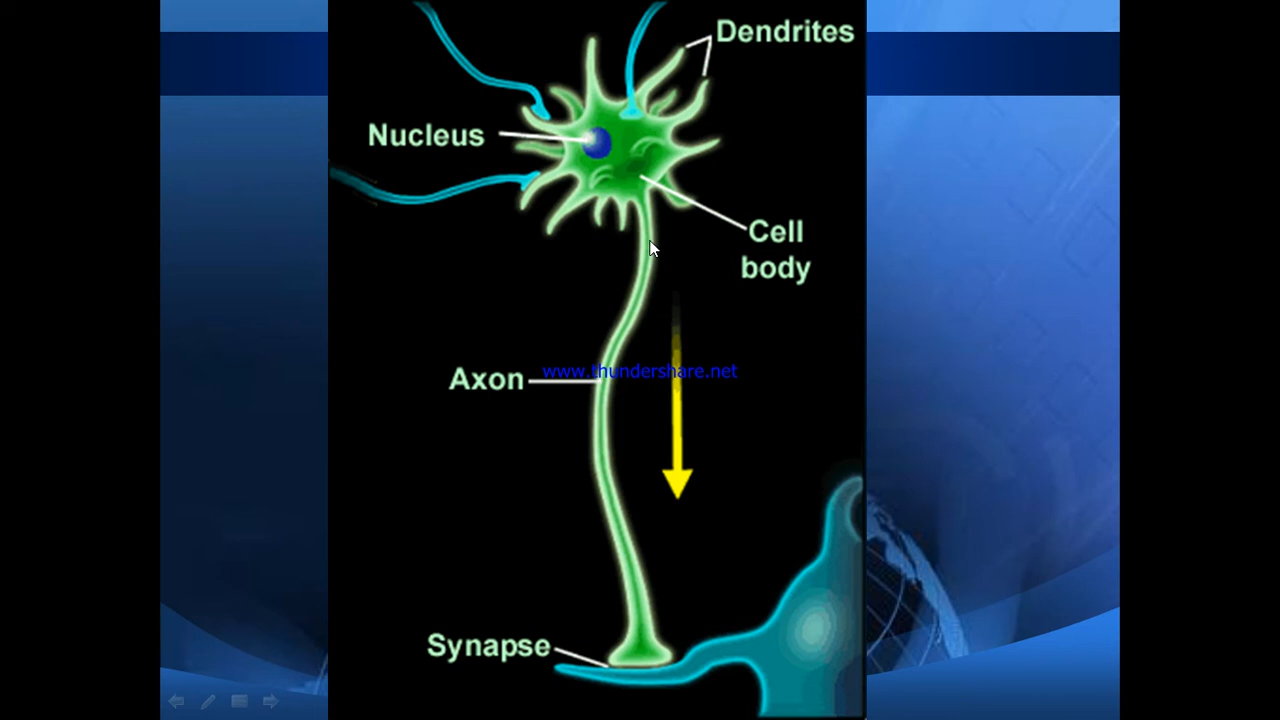 Dendrites
Nucleus
Cell
body
www.thundershare.net
Axon
Synapse